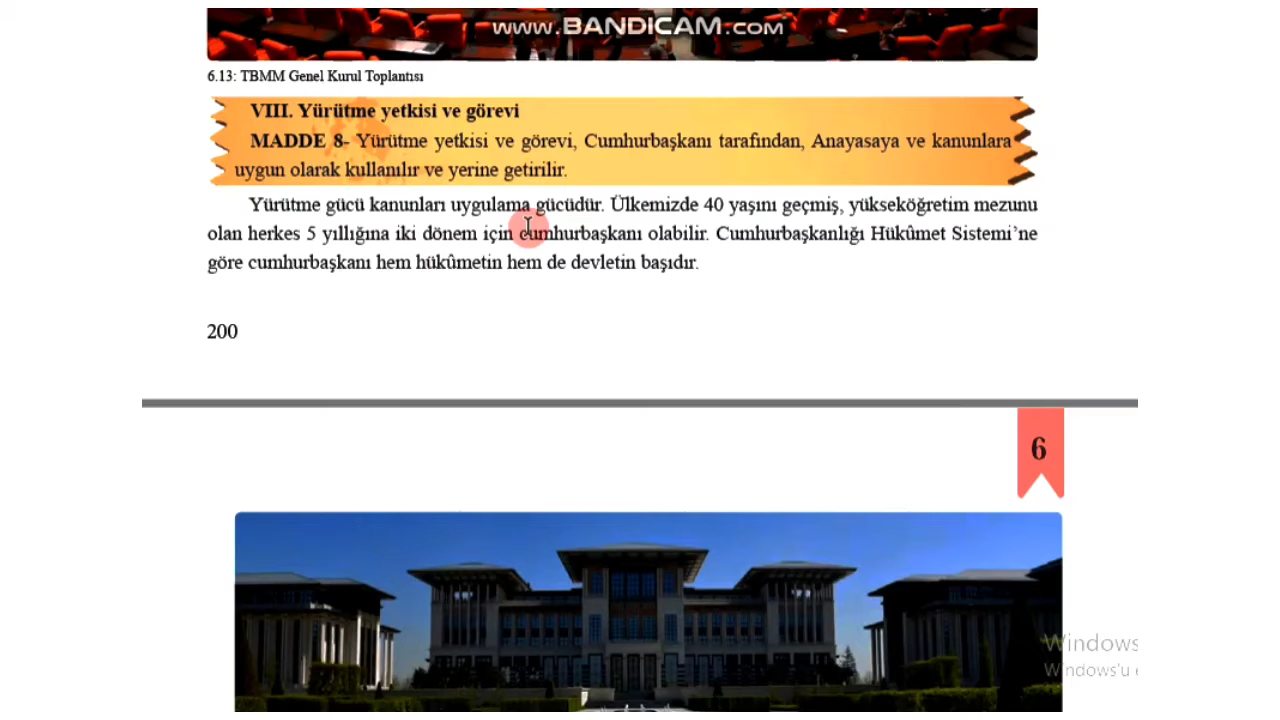 www.BANDICAM.com
6.13: TBMM Genel Kurul Toplantısı
VIII. Yürütme yetkisi ve görevi
MADDE 8- Yürütme yetkisi ve görevi, Cumhurbaşkanı tarafından, Anayasaya ve kanunlara
uygun olarak kullanılır ve yerine getirilir.
Yürütme gücü kanunları uygulama gücüdür. Ülkemizde 40 yaşını geçmiş, yükseköğretim mezunu
olan herkes 5 yıllığına iki dönem için cumhurbaşkanı olabilir. Cumhurbaşkanlığı Hükûmet Sistemi’ne
göre cumhurbaşkanı hem hükûmetin hem de devletin başıdır.
200
6
Windows
Windows'u